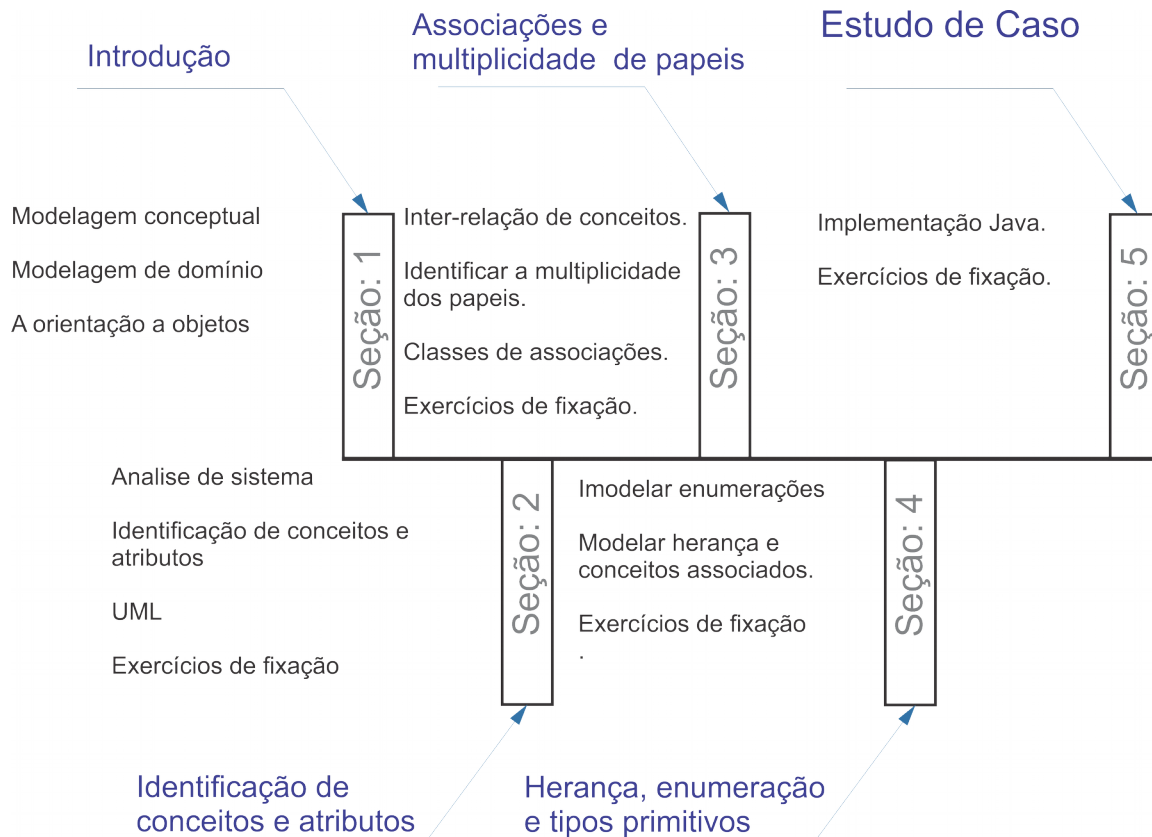 Introdução
Modelagem conceptual
Modelagem de domínio
A orientação a objetos
Seção: 1
Associações e
multiplicidade de papeis
Inter-relação de conceitos.
Identificar a multiplicidade
dos papeis.
Classes de associações.
Exercícios de fixação.
Seção: 3
Estudo de Caso
Implementação Java.
Exercícios de fixação.
Seção: 5
Analise de sistema
Identificação de conceitos e
atributos
UML
Exercícios de fixação
Seção: 2
Identificação de
conceitos e atributos
Imodelar enumerações
Modelar herança e
conceitos associados.
Exercícios de fixação
.
Seção: 4
Herança, enumeração
e tipos primitivos